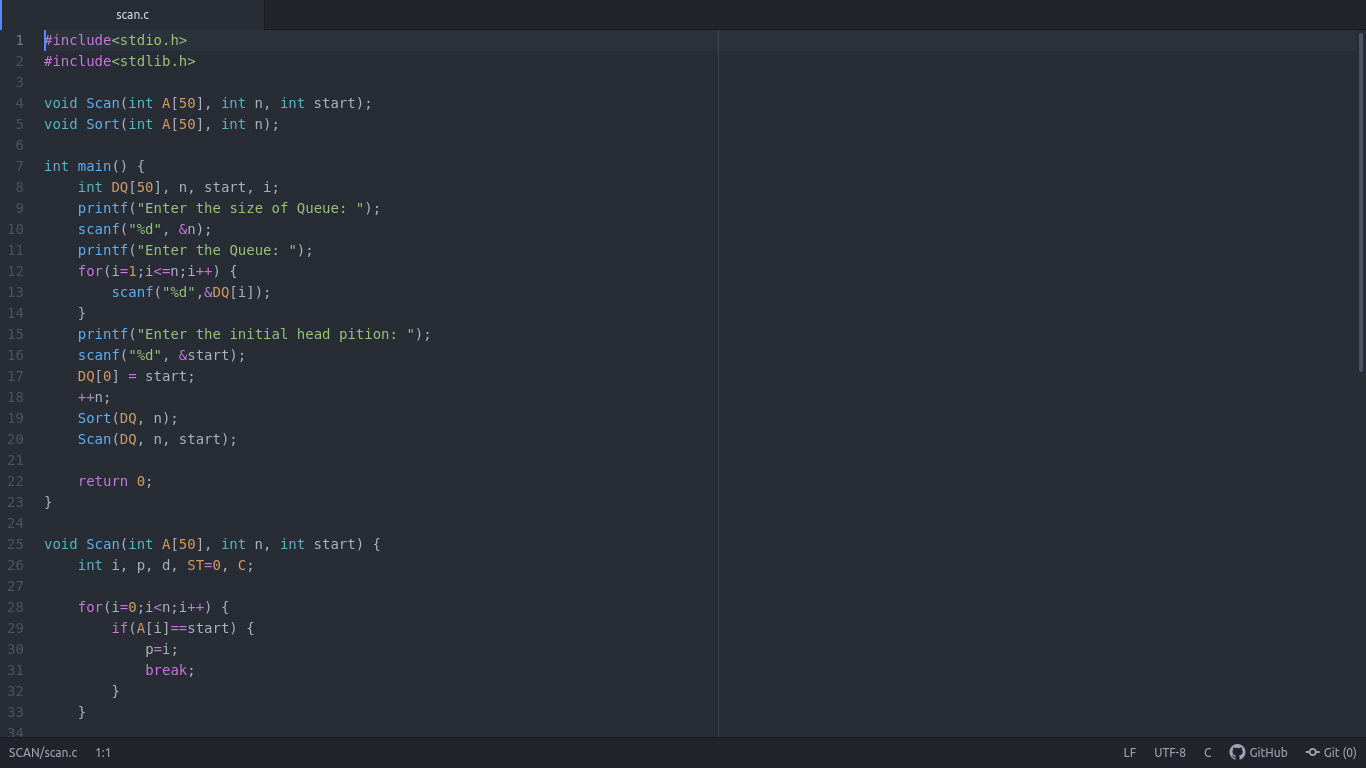 scan.c
1 #include<stdio.h>
2 #include<stdlib.h>
3
4 void Scan(int A[50], int n, int start);
5 void Sort(int A[50], int n);
6
7 int main() {
8     int DQ[50], n, start, i;
9     printf("Enter the size of Queue: ");
10     scanf("%d", &n);
11     printf("Enter the Queue: ");
12     for(i=1;i<=n;i++) {
13         scanf("%d",&DQ[i]);
14     }
15     printf("Enter the initial head pition: ");
16     scanf("%d", &start);
17     DQ[0] = start;
18     ++n;
19     Sort(DQ, n);
20     Scan(DQ, n, start);
21
22     return 0;
23 }
24
25 void Scan(int A[50], int n, int start) {
26     int i, p, d, ST=0, C;
27
28     for(i=0;i<n;i++) {
29         if(A[i]==start) {
30             p=i;
31             break;
32         }
33     }
34
SCAN/scan.c 1:1 LF UTF-8 C GitHub Git (0)